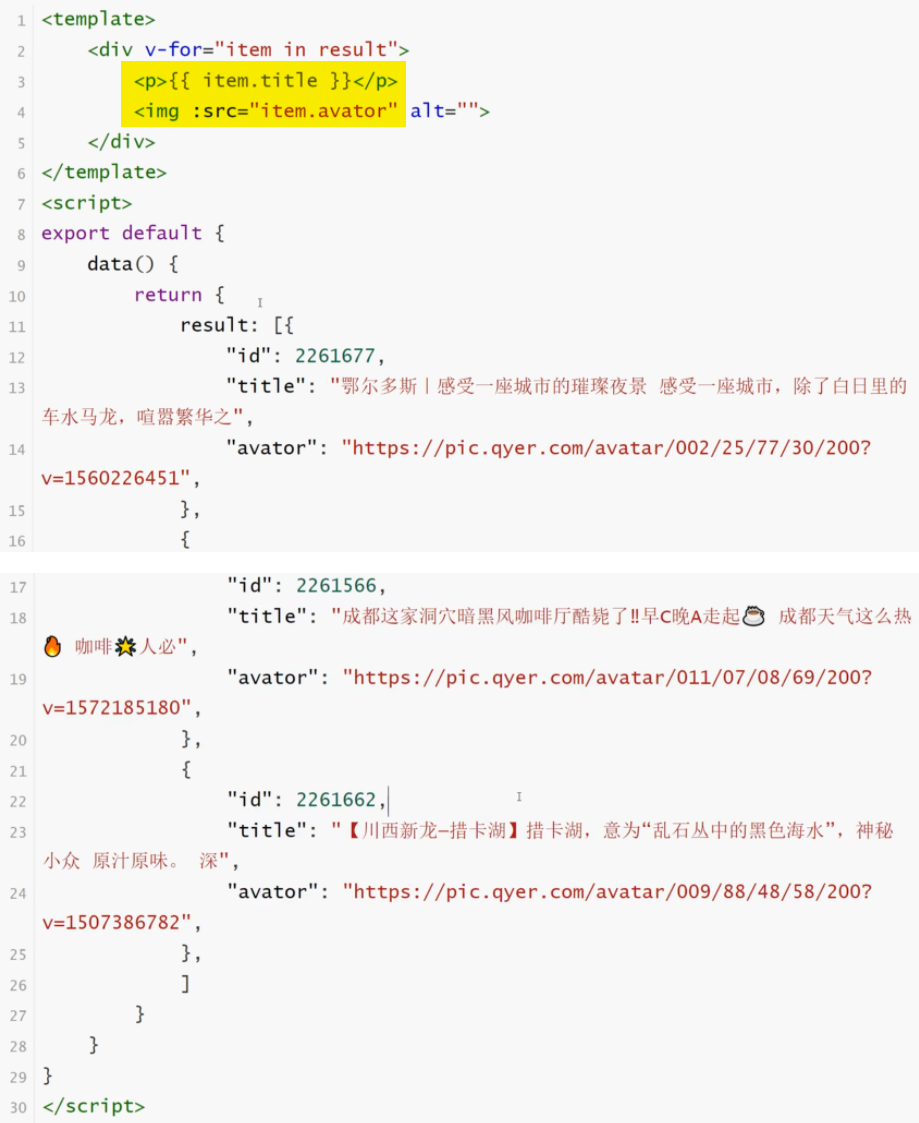 1 <template>
2     <div v-for="item in result">
3         <p>{{ item.title }}</p>
4         <img :src="item.avator" alt="">
5     </div>
6 </template>
7 <script>
8 export default {
9     data() {
10         return {
11             result: [{
12                 "id": 2261677,
13                 "title": "鄂尔多斯 | 感受一座城市的璀璨夜景 感受一座城市，除了白日里的
车水马龙，喧嚣繁华之",
14                 "avator": "https://pic.qyer.com/avatar/002/25/77/30/200?
v=1560226451",
15             },
16             {
17                 "id": 2261566,
18                 "title": "成都这家洞穴暗黑风咖啡厅酷毙了‼️早C晚A走起☕️ 成都天气这么热
🔥 咖啡🌟人必",
19                 "avator": "https://pic.qyer.com/avatar/011/07/08/69/200?
v=1572185180",
20             },
21             {
22                 "id": 2261662,
23                 "title": "【川西新龙-措卡湖】措卡湖，意为“乱石丛中的黑色海水”，神秘
小众 原汁原味。 深",
24                 "avator": "https://pic.qyer.com/avatar/009/88/48/58/200?
v=1507386782",
25             },
26             ]
27         }
28     }
29 }
30 </script>